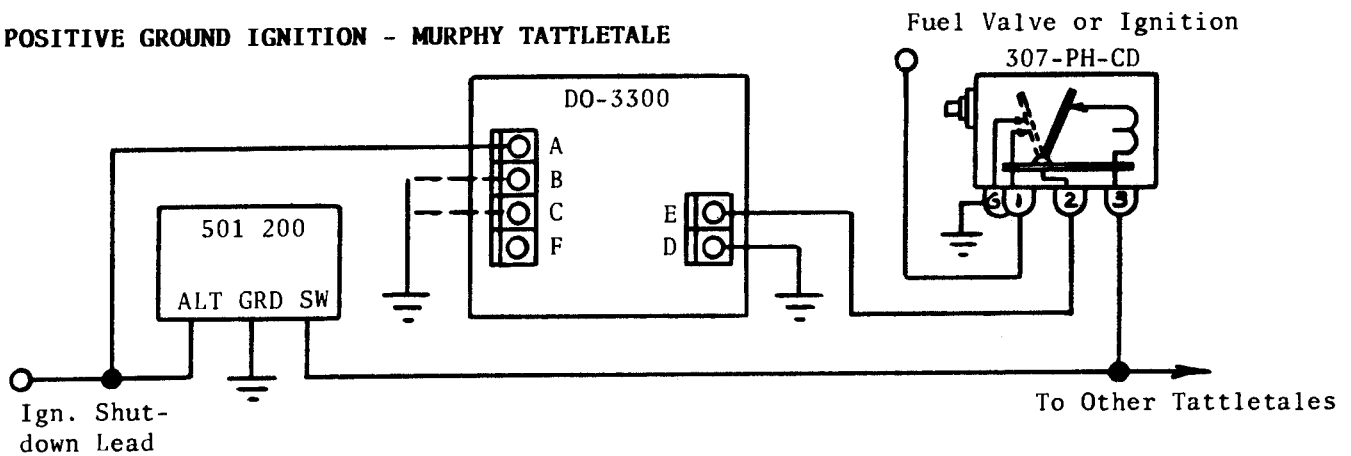 POSITIVE GROUND IGNITION - MURPHY TATTLETALE
Fuel Valve or Ignition
307-PH-CD
DO-3300
A
B
C
F
E
D
G 1 2 3
501 200
ALT GRD SW
Ign. Shut-
down Lead
To Other Tattletales